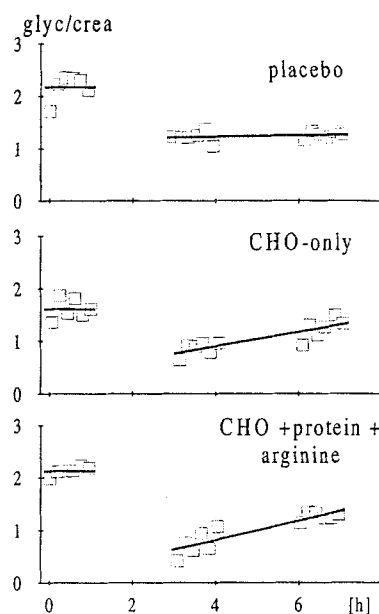 glyc/crea
3
placebo
2
1
0
3
CHO-only
2
1
0
3
CHO +protein +
arginine
2
1
0
0 2 4 6 [h]